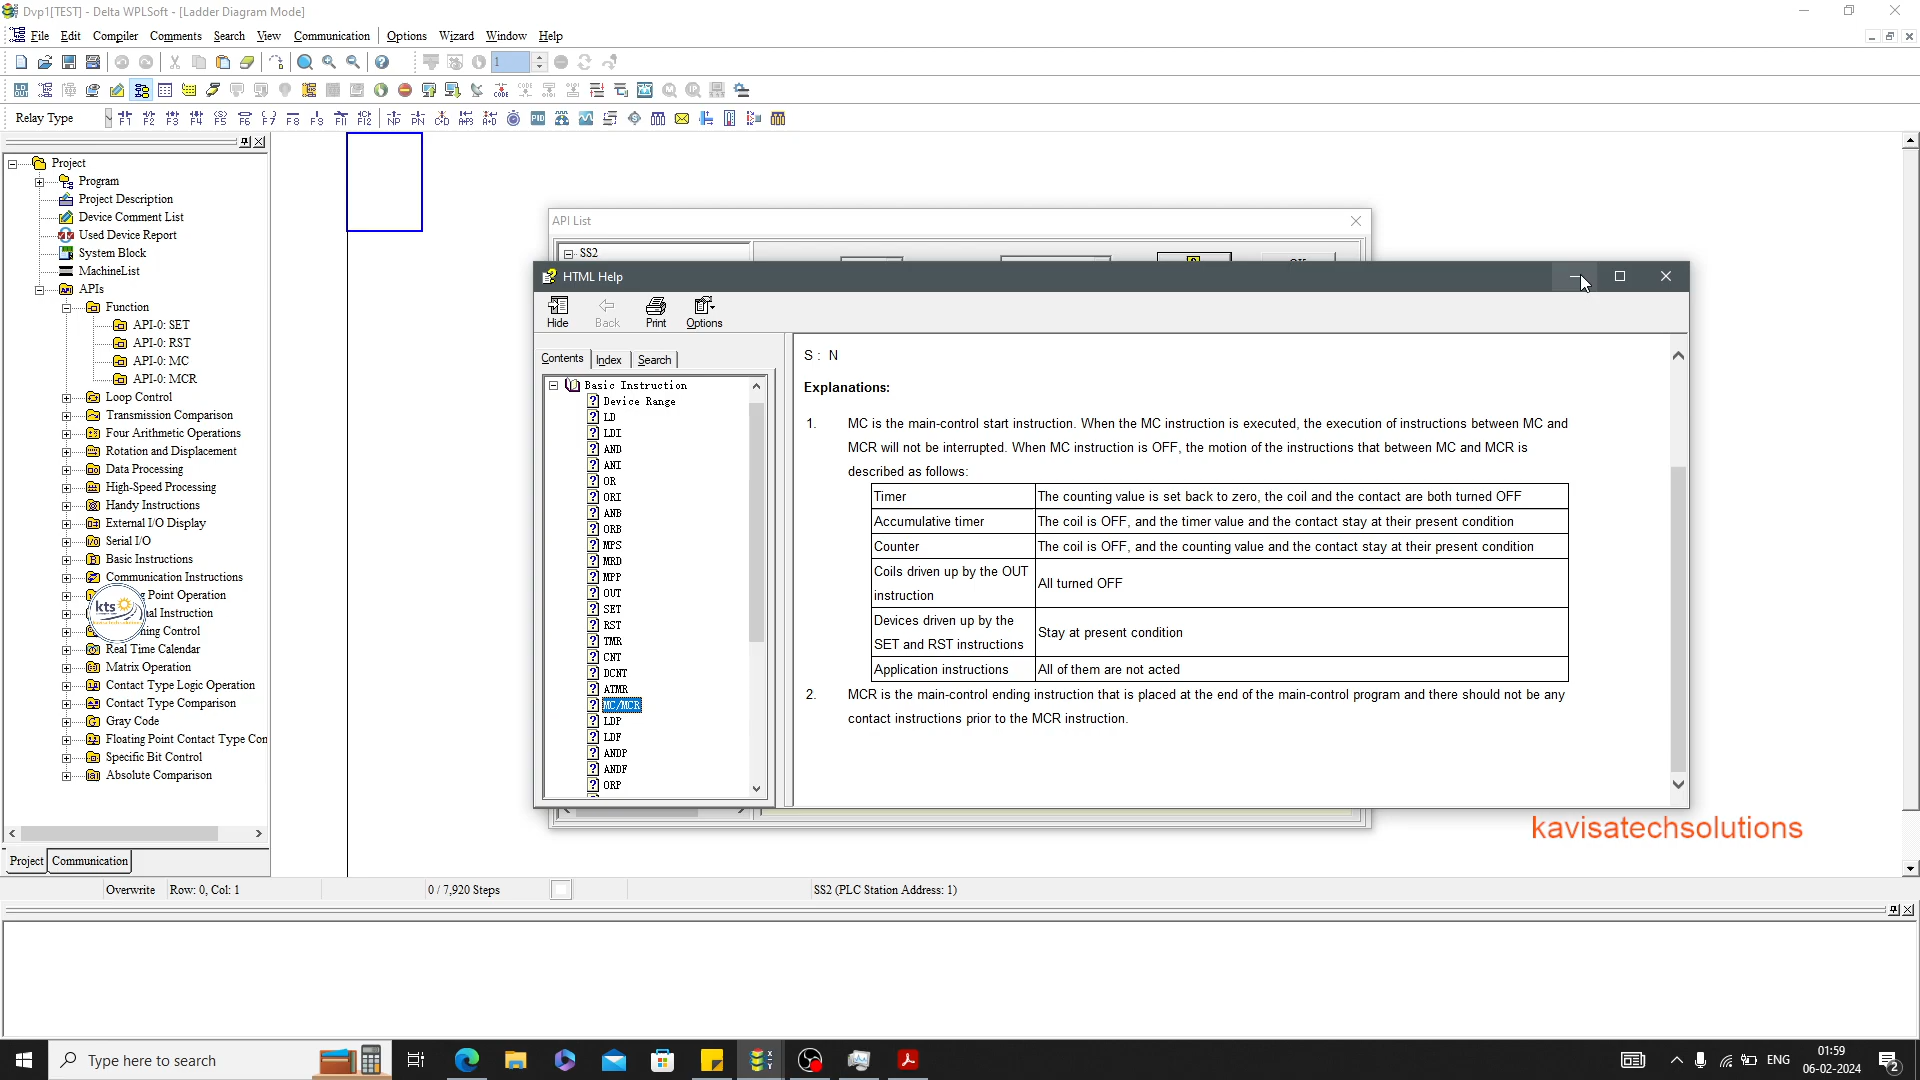 Dvp1[TEST] - Delta WPLSoft - [Ladder Diagram Mode]
File Edit Compiler Comments Search View Communication Options Wizard Window Help
1
Relay Type
Project
Program
Project Description
Device Comment List
Used Device Report
System Block
MachineList
APIs
Function
API-0: SET
API-0: RST
API-0: MC
API-0: MCR
Loop Control
Transmission Comparison
Four Arithmetic Operations
Rotation and Displacement
Data Processing
High-Speed Processing
Handy Instructions
External I/O Display
Serial I/O
Basic Instructions
Communication Instructions
Point Operation
Instruction
Control
Real Time Calendar
Matrix Operation
Contact Type Logic Operation
Contact Type Comparison
Gray Code
Floating Point Contact Type Con
Specific Bit Control
Absolute Comparison
kts
Project Communication
API List
SS2
HTML Help
Hide Back Print Options
Contents Index Search
Basic Instruction
Device Range
LD
LDI
AND
ANI
OR
ORI
ANB
ORB
MPS
MRD
MPP
OUT
SET
RST
TMR
CNT
DCNT
ATMR
MC/MCR
LDP
LDF
ANDP
ANDF
ORP
S : N
Explanations:
1. MC is the main-control start instruction. When the MC instruction is executed, the execution of instructions between MC and
MCR will not be interrupted. When MC instruction is OFF, the motion of the instructions that between MC and MCR is
described as follows:
Timer The counting value is set back to zero, the coil and the contact are both turned OFF
Accumulative timer The coil is OFF, and the timer value and the contact stay at their present condition
Counter The coil is OFF, and the counting value and the contact stay at their present condition
Coils driven up by the OUT
instruction
All turned OFF
Devices driven up by the
SET and RST instructions
Stay at present condition
Application instructions All of them are not acted
2. MCR is the main-control ending instruction that is placed at the end of the main-control program and there should not be any
contact instructions prior to the MCR instruction.
kavisatechsolutions
Overwrite Row: 0, Col: 1 0 / 7,920 Steps SS2 (PLC Station Address: 1)
Type here to search
ENG
01:59
06-02-2024
2